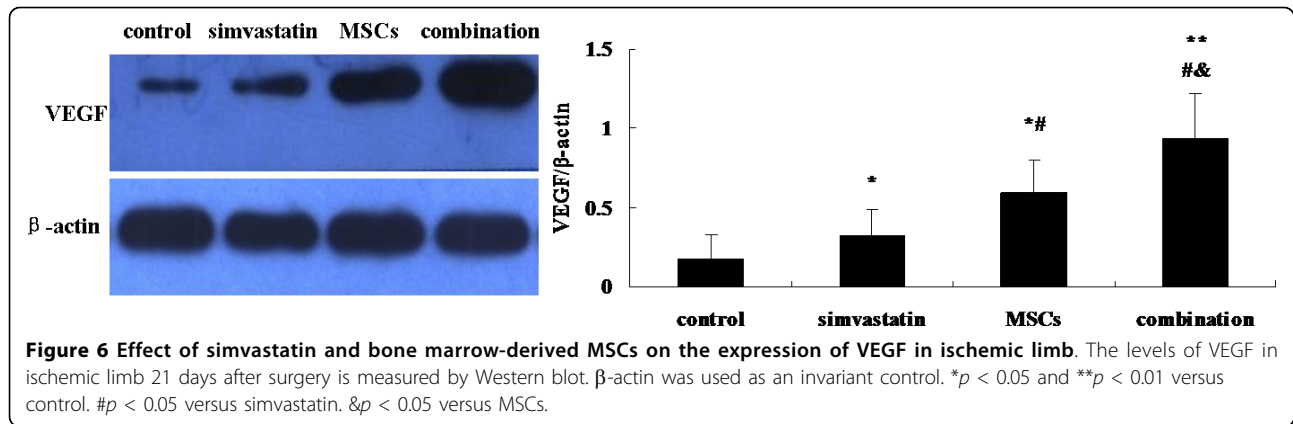 control simvastatin MSCs combination
VEGF
β-actin
VEGF/β-actin
1.5
1
0.5
0
*
*#
**
#&
control simvastatin MSCs combination
Figure 6 Effect of simvastatin and bone marrow-derived MSCs on the expression of VEGF in ischemic limb. The levels of VEGF in
ischemic limb 21 days after surgery is measured by Western blot. β-actin was used as an invariant control. *p < 0.05 and **p < 0.01 versus
control. #p < 0.05 versus simvastatin. &p < 0.05 versus MSCs.